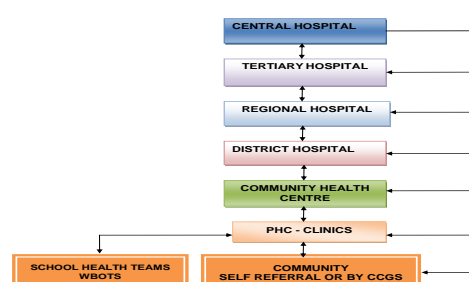 CENTRAL HOSPITAL
TERTIARY HOSPITAL
REGIONAL HOSPITAL
DISTRICT HOSPITAL
COMMUNITY HEALTH
CENTRE
PHC - CLINICS
SCHOOL HEALTH TEAMS
WBOTS
COMMUNITY
SELF REFERRAL OR BY CCGS